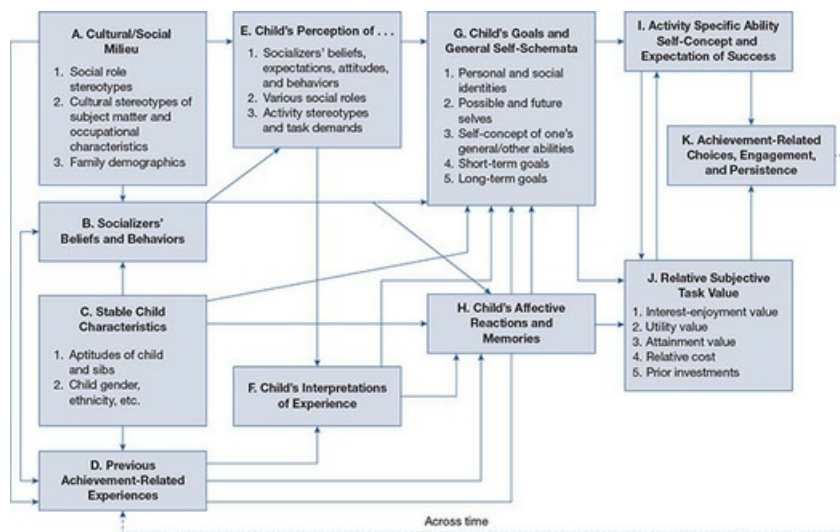 A. Cultural/Social
Milieu
1. Social role
stereotypes
2. Cultural stereotypes of
subject matter and
occupational
characteristics
3. Family demographics
B. Socializers'
Beliefs and Behaviors
C. Stable Child
Characteristics
1. Aptitudes of child
and sibs
2. Child gender,
ethnicity, etc.
D. Previous
Achievement-Related
Experiences
E. Child's Perception of . . .
1. Socializers' beliefs,
expectations, attitudes,
and behaviors
2. Various social roles
3. Activity stereotypes
and task demands
F. Child's Interpretations
of Experience
G. Child's Goals and
General Self-Schemata
1. Personal and social
identities
2. Possible and future
selves
3. Self-concept of one's
general/other abilities
4. Short-term goals
5. Long-term goals
H. Child's Affective
Reactions and
Memories
I. Activity Specific Ability
Self-Concept and
Expectation of Success
K. Achievement-Related
Choices, Engagement,
and Persistence
J. Relative Subjective
Task Value
1. Interest-enjoyment value
2. Utility value
3. Attainment value
4. Relative cost
5. Prior investments
Across time